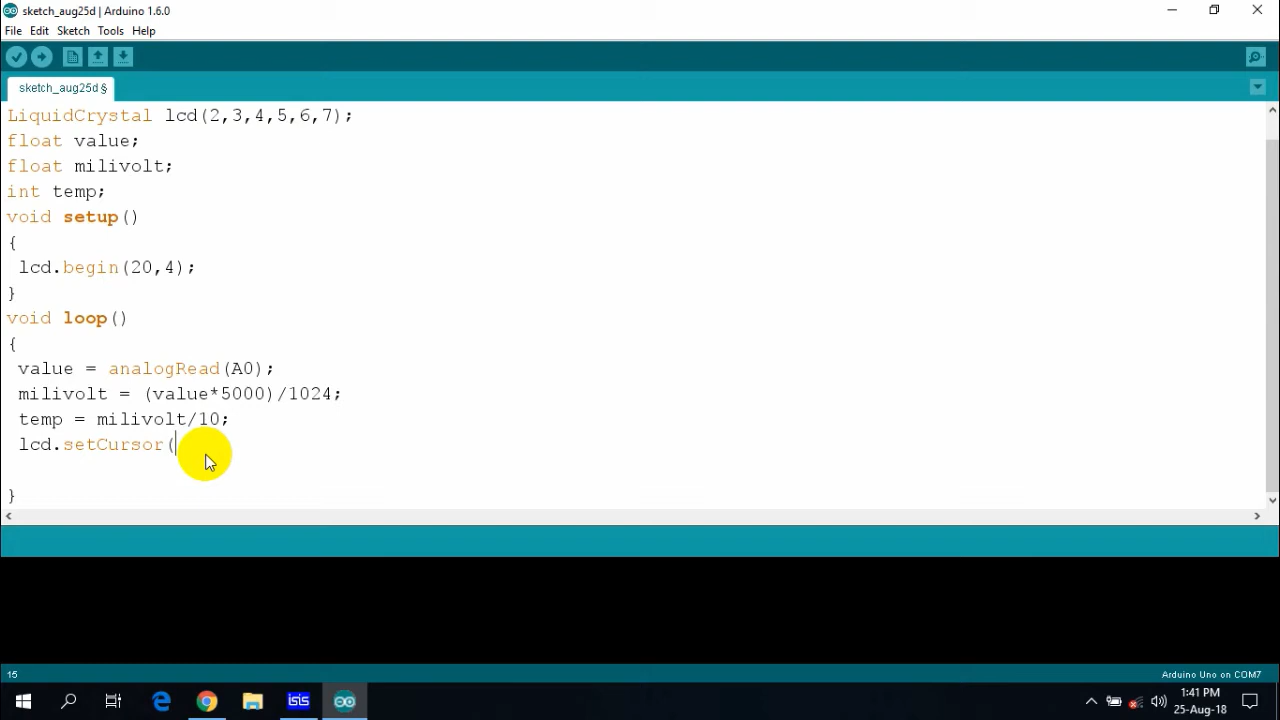 sketch_aug25d | Arduino 1.6.0
File Edit Sketch Tools Help
sketch_aug25d §
LiquidCrystal lcd(2,3,4,5,6,7);
float value;
float milivolt;
int temp;
void setup()
{
lcd.begin(20,4);
}
void loop()
{
value = analogRead(A0);
milivolt = (value*5000)/1024;
temp = milivolt/10;
lcd.setCursor(
}
15
Arduino Uno on COM7
isis
1:41 PM
25-Aug-18